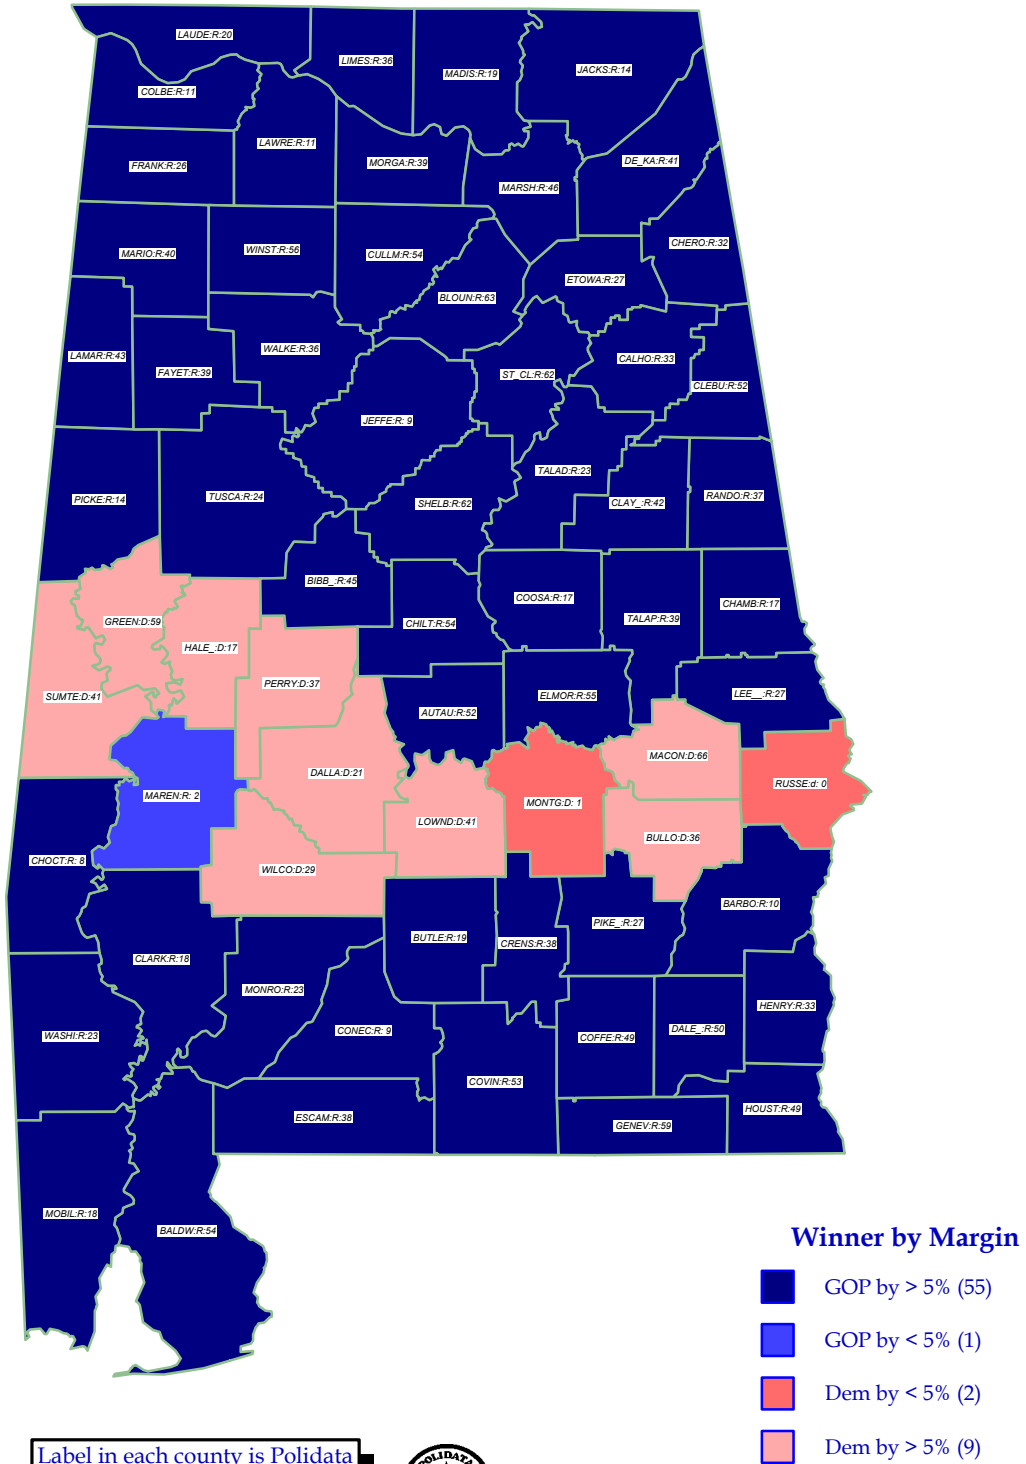 LAUDE:R:20
LIMES:R:36
MADIS:R:19
JACKS:R:14
COLBE:R:11
LAWRE:R:11
FRANK:R:26
MORGA:R:39
DE_KA:R:41
MARSH:R:46
MARIO:R:40
WINST:R:56
CULLM:R:54
CHERO:R:32
ETOWA:R:27
BLOUN:R:63
LAMAR:R:43
WALKE:R:36
FAYET:R:39
ST_CL:R:62
CALHO:R:33
CLEBU:R:52
JEFFE:R: 9
PICKE:R:14
TUSCA:R:24
SHELB:R:62
TALAD:R:23
CLAY_:R:42
RANDO:R:37
BIBB_:R:45
COOSA:R:17
CHAMB:R:17
GREEN:D:59
HALE_:D:17
CHILT:R:54
TALAP:R:39
SUMTE:D:41
PERRY:D:37
AUTAU:R:52
ELMOR:R:55
LEE__:R:27
DALLA:D:21
MACON:D:66
MAREN:R: 2
MONTG:D: 1
RUSSE:d: 0
LOWND:D:41
BULLO:D:36
CHOCT:R: 8
WILCO:D:29
BARBO:R:10
CLARK:R:18
BUTLE:R:19
CRENS:R:38
PIKE_:R:27
MONRO:R:23
WASHI:R:23
CONEC:R: 9
COFFE:R:49
DALE_:R:50
HENRY:R:33
COVIN:R:53
ESCAM:R:38
GENEV:R:59
HOUST:R:49
MOBIL:R:18
BALDW:R:54
Winner by Margin
GOP by > 5% (55)
GOP by < 5% (1)
Dem by < 5% (2)
Dem by > 5% (9)
Label in each county is Polidata
POLIDATA